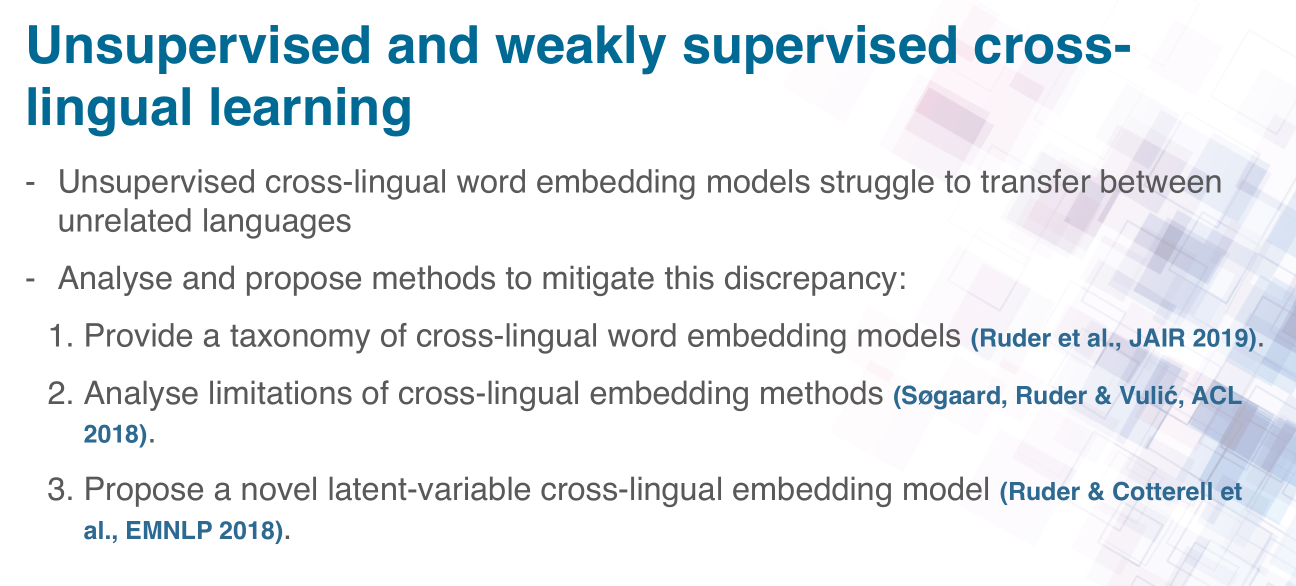 Unsupervised and weakly supervised cross-
lingual learning
- Unsupervised cross-lingual word embedding models struggle to transfer between
unrelated languages
- Analyse and propose methods to mitigate this discrepancy:
1. Provide a taxonomy of cross-lingual word embedding models (Ruder et al., JAIR 2019).
2. Analyse limitations of cross-lingual embedding methods (Søgaard, Ruder & Vulić, ACL
2018).
3. Propose a novel latent-variable cross-lingual embedding model (Ruder & Cotterell et
al., EMNLP 2018).